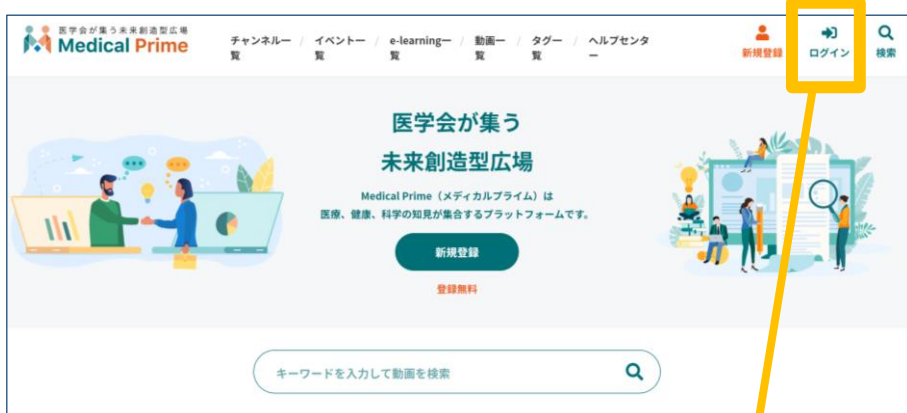 医学会が集う未来創造型広場
Medical Prime
チャンネル一覧 / イベント一覧 / e-learning一覧 / 動画一覧 / タグ一覧 / ヘルプセンター
新規登録
ログイン
検索
医学会が集う
未来創造型広場
Medical Prime(メディカルプライム)は
医療、健康、科学の知見が集合するプラットフォームです。
新規登録
登録無料
キーワードを入力して動画を検索